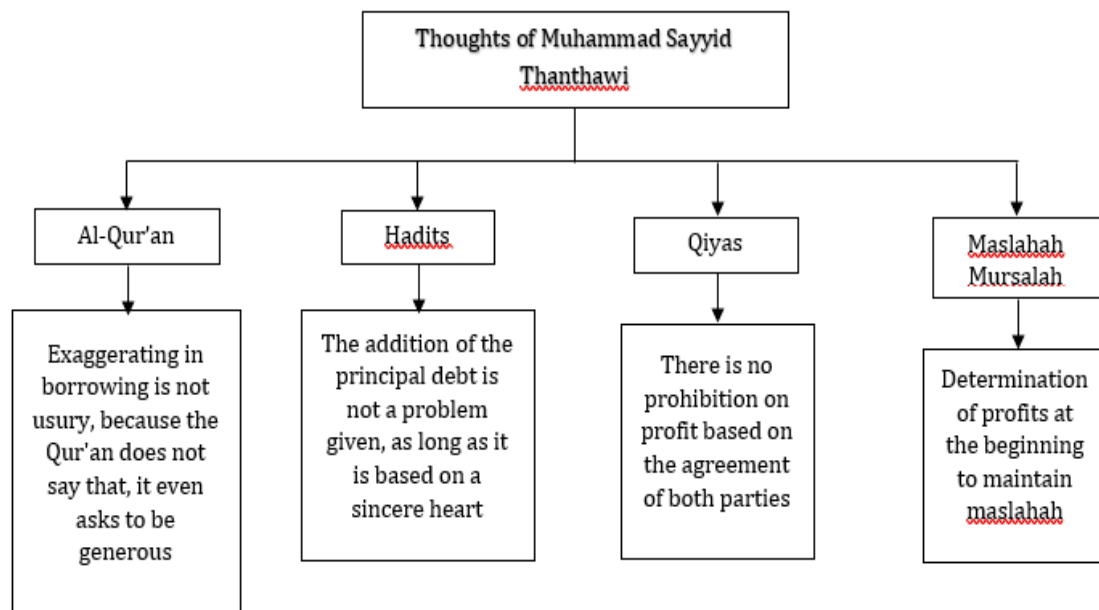 Thoughts of Muhammad Sayyid
Thanthawi
Al-Qur'an
Hadits
Qiyas
Maslahah
Mursalah
Exaggerating in
borrowing is not
usury, because the
Qur'an does not
say that, it even
asks to be
generous
The addition of the
principal debt is
not a problem
given, as long as it
is based on a
sincere heart
There is no
prohibition on
profit based on
the agreement
of both parties
Determination
of profits at
the beginning
to maintain
maslahah